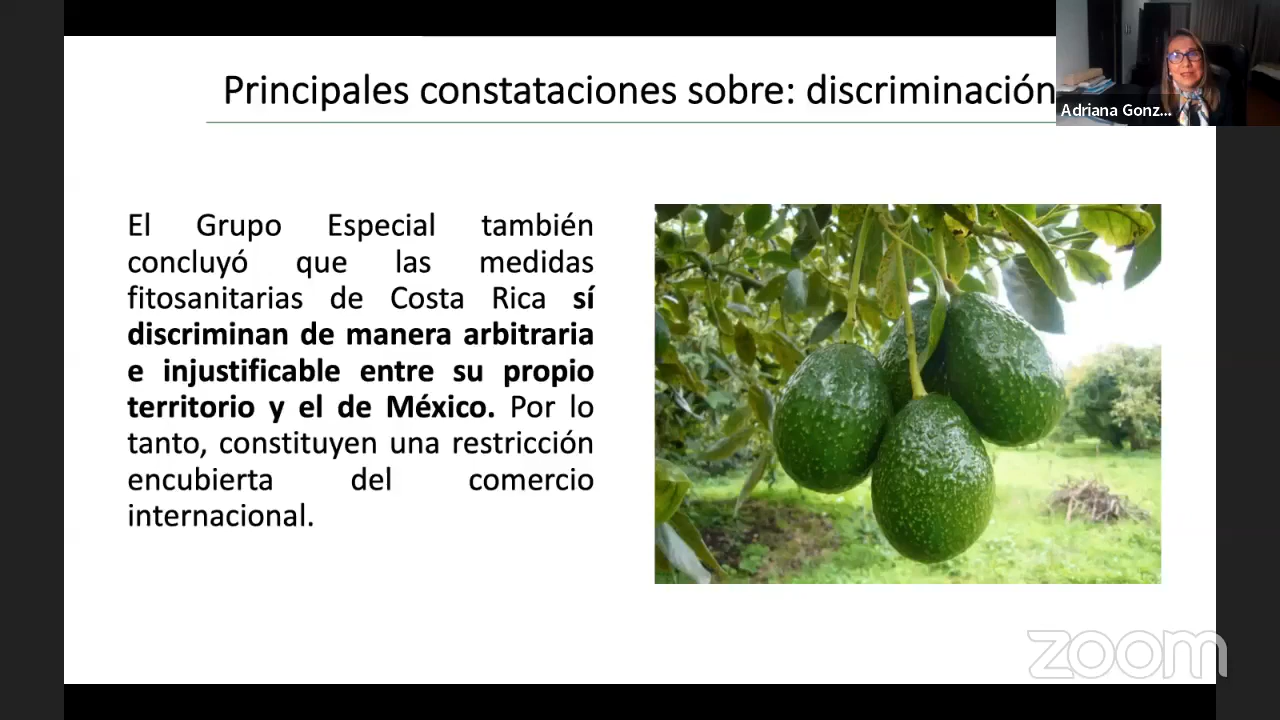 Principales constataciones sobre: discriminación
Adriana Gonz...
El Grupo Especial también
concluyó que las medidas
fitosanitarias de Costa Rica sí
discriminan de manera arbitraria
e injustificable entre su propio
territorio y el de México. Por lo
tanto, constituyen una restricción
encubierta del comercio
internacional.
zoom